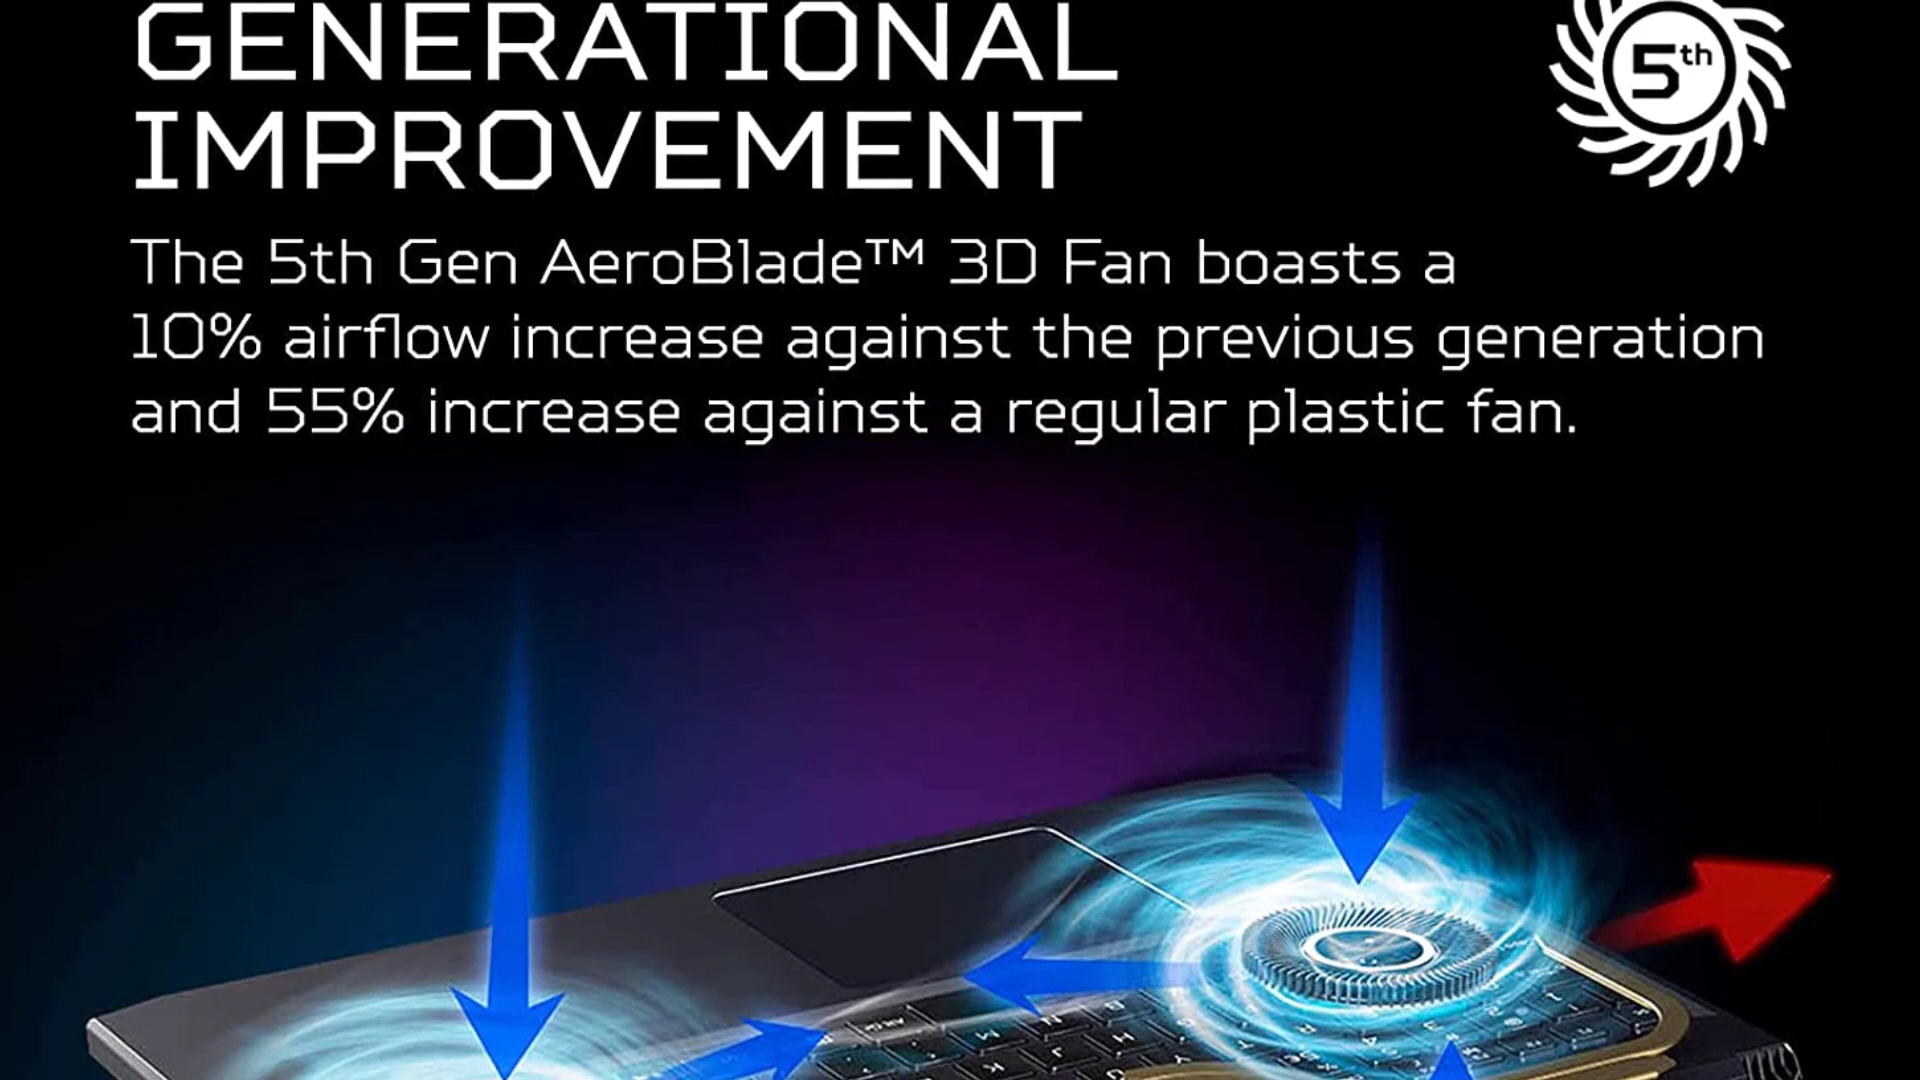 GENERATIONAL
IMPROVEMENT
5th
The 5th Gen AeroBlade™ 3D Fan boasts a
10% airflow increase against the previous generation
and 55% increase against a regular plastic fan.